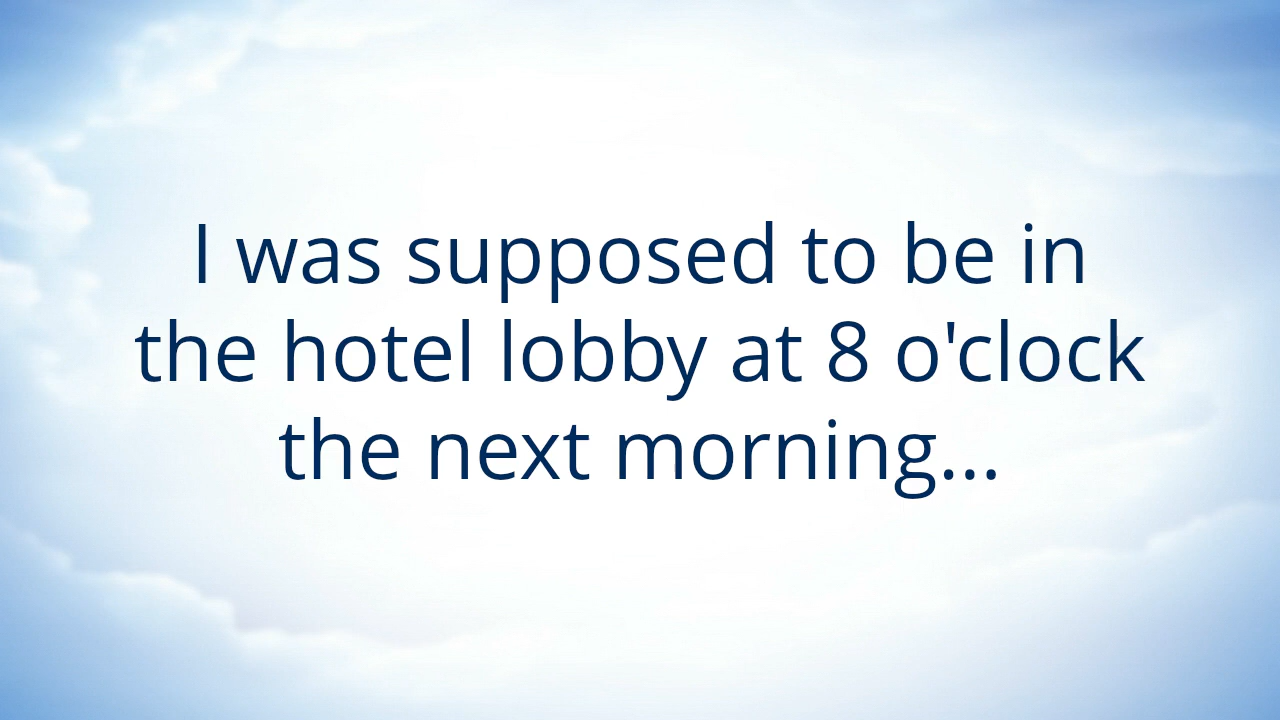 I was supposed to be in
the hotel lobby at 8 o'clock
the next morning...